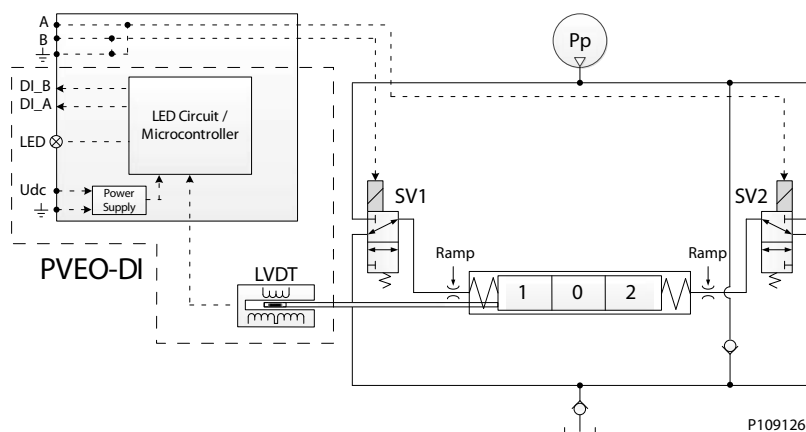 A
B
Pp
DI_B
DI_A
LED Circuit /
Microcontroller
LED
Udc
Power
Supply
SV1
SV2
PVEO-DI
LVDT
Ramp
Ramp
1 0 2
P109126